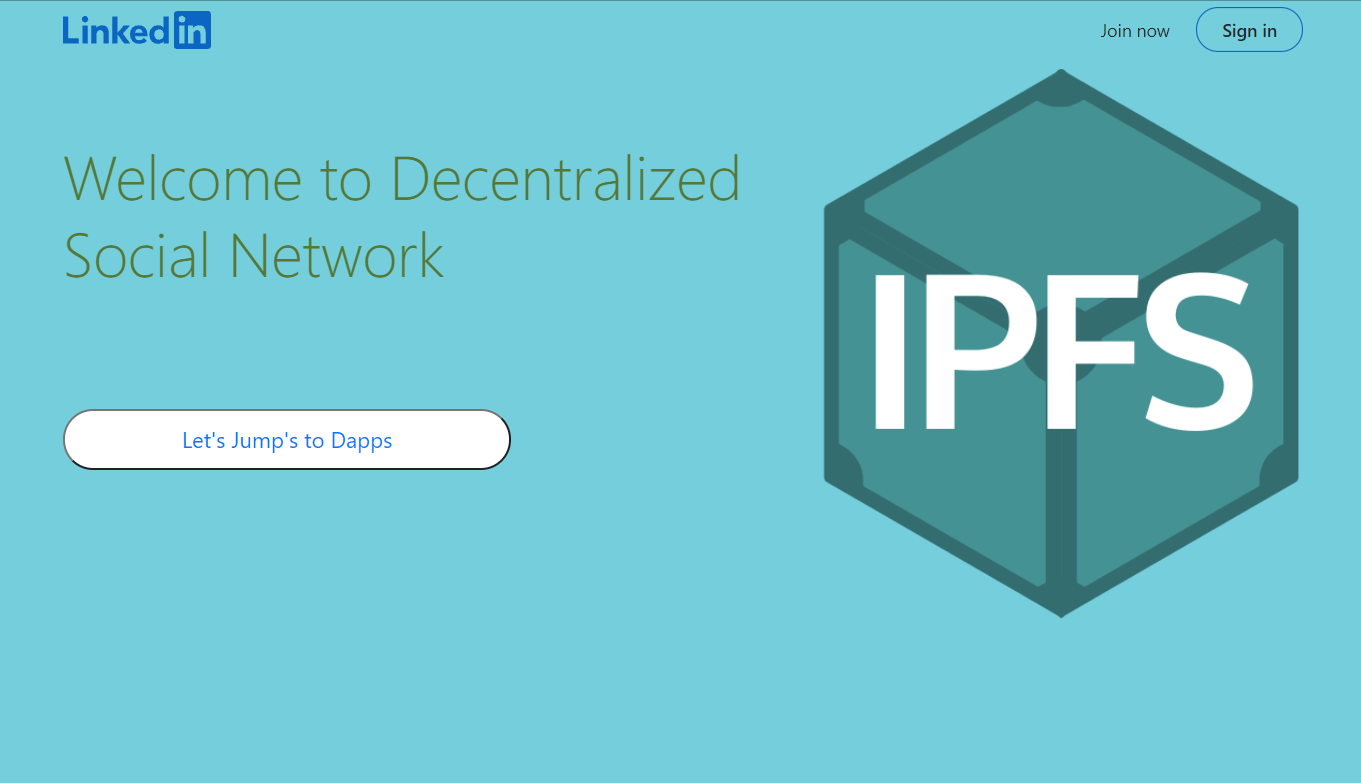 Linkedin
Join now
Sign in
Welcome to Decentralized
Social Network
IPFS
Let's Jump's to Dapps